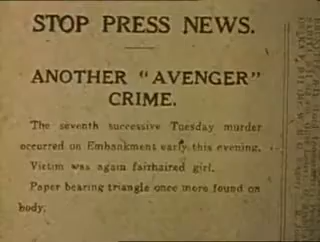 STOP PRESS NEWS.
ANOTHER "AVENGER"
CRIME.
The seventh successive Tuesday murder
occurred on Embankment early this evening.
Victim was again fairhaired girl.
Paper bearing triangle once more found on
body.